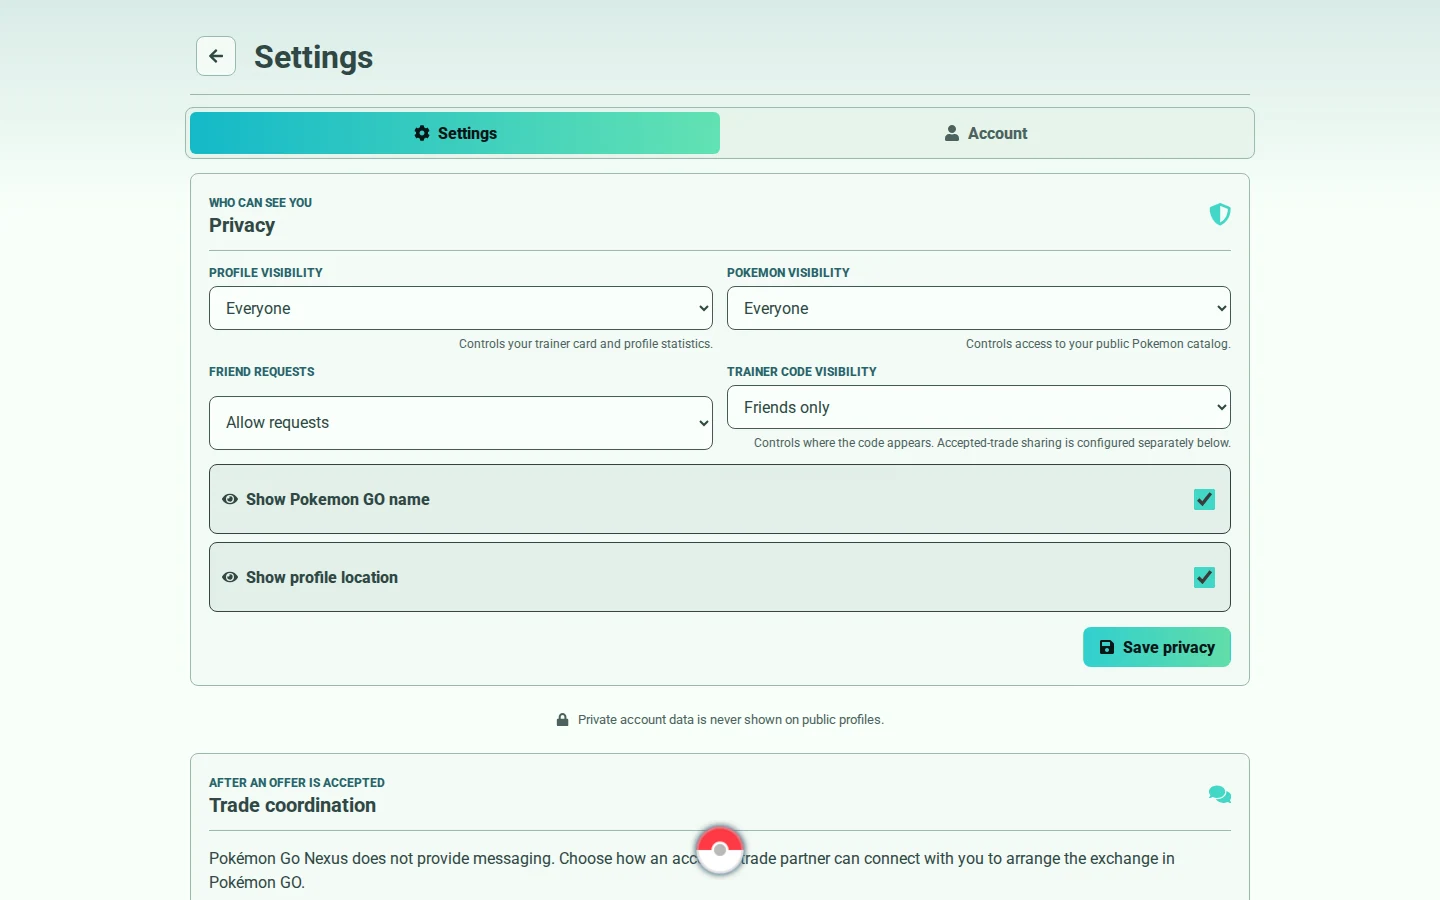 Settings
Settings
Account
WHO CAN SEE YOU
Privacy
PROFILE VISIBILITY
POKEMON VISIBILITY
Everyone
Everyone
Controls your trainer card and profile statistics.
Controls access to your public Pokemon catalog.
FRIEND REQUESTS
TRAINER CODE VISIBILITY
Allow requests
Friends only
Controls where the code appears. Accepted-trade sharing is configured separately below.
Show Pokemon GO name
Show profile location
Save privacy
Private account data is never shown on public profiles.
AFTER AN OFFER IS ACCEPTED
Trade coordination
Pokémon Go Nexus does not provide messaging. Choose how an trade partner can connect with you to arrange the exchange in
Pokémon GO.